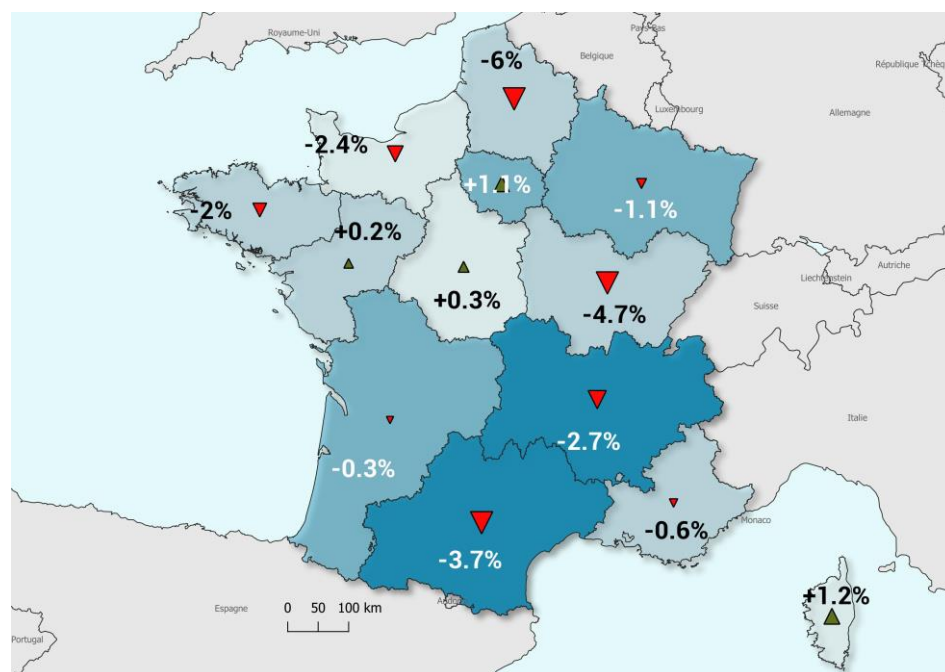 Royaume-Uni
Pays-Bas
-6%
Belgique
République Tchèq
Luxembourg
Allemagne
-2.4%
+1.1%
-1.1%
-2%
+0.2%
Liechtenstein
Autriche
+0.3%
-4.7%
Suisse
Italie
-2.7%
-0.3%
-0.6%
Monaco
-3.7%
Espagne
0 50 100 km
+1.2%
Portugal